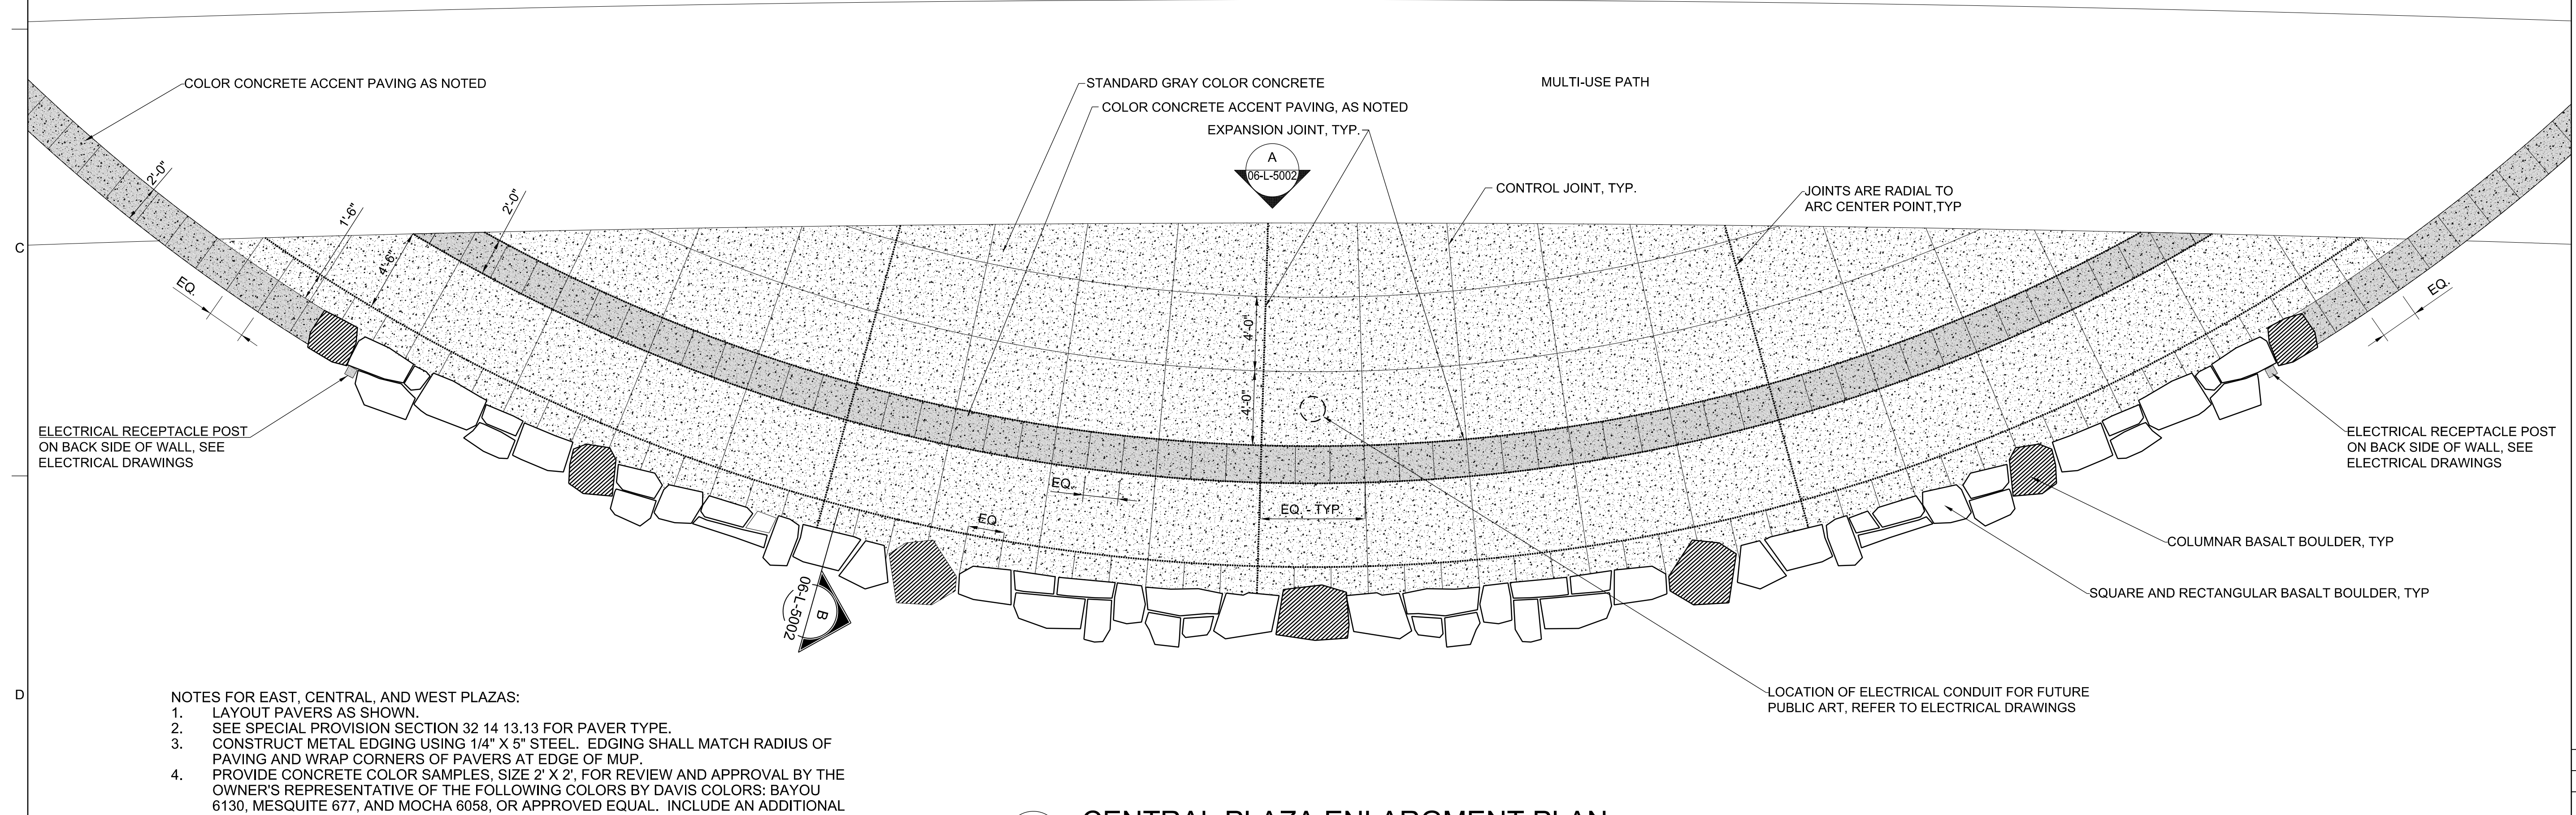 COLOR CONCRETE ACCENT PAVING AS NOTED
STANDARD GRAY COLOR CONCRETE
COLOR CONCRETE ACCENT PAVING, AS NOTED
EXPANSION JOINT, TYP.
MULTI-USE PATH
A
06-L-5002
CONTROL JOINT, TYP.
JOINTS ARE RADIAL TO
ARC CENTER POINT,TYP
2'-0"
1'-6"
2'-0"
4'-6"
C
EQ.
EQ.
4'-0"
4'-0"
ELECTRICAL RECEPTACLE POST
ON BACK SIDE OF WALL, SEE
ELECTRICAL DRAWINGS
ELECTRICAL RECEPTACLE POST
ON BACK SIDE OF WALL, SEE
ELECTRICAL DRAWINGS
EQ.
EQ.
EQ. - TYP.
COLUMNAR BASALT BOULDER, TYP
SQUARE AND RECTANGULAR BASALT BOULDER, TYP
B
06-L-5002
LOCATION OF ELECTRICAL CONDUIT FOR FUTURE
PUBLIC ART, REFER TO ELECTRICAL DRAWINGS
D
NOTES FOR EAST, CENTRAL, AND WEST PLAZAS:
1. LAYOUT PAVERS AS SHOWN.
2. SEE SPECIAL PROVISION SECTION 32 14 13.13 FOR PAVER TYPE.
3. CONSTRUCT METAL EDGING USING 1/4" X 5" STEEL. EDGING SHALL MATCH RADIUS OF
PAVING AND WRAP CORNERS OF PAVERS AT EDGE OF MUP.
4. PROVIDE CONCRETE COLOR SAMPLES, SIZE 2' X 2', FOR REVIEW AND APPROVAL BY THE
OWNER'S REPRESENTATIVE OF THE FOLLOWING COLORS BY DAVIS COLORS: BAYOU
6130, MESQUITE 677, AND MOCHA 6058, OR APPROVED EQUAL. INCLUDE AN ADDITIONAL
CENTRAL PLAZA ENLARGMENT PLAN